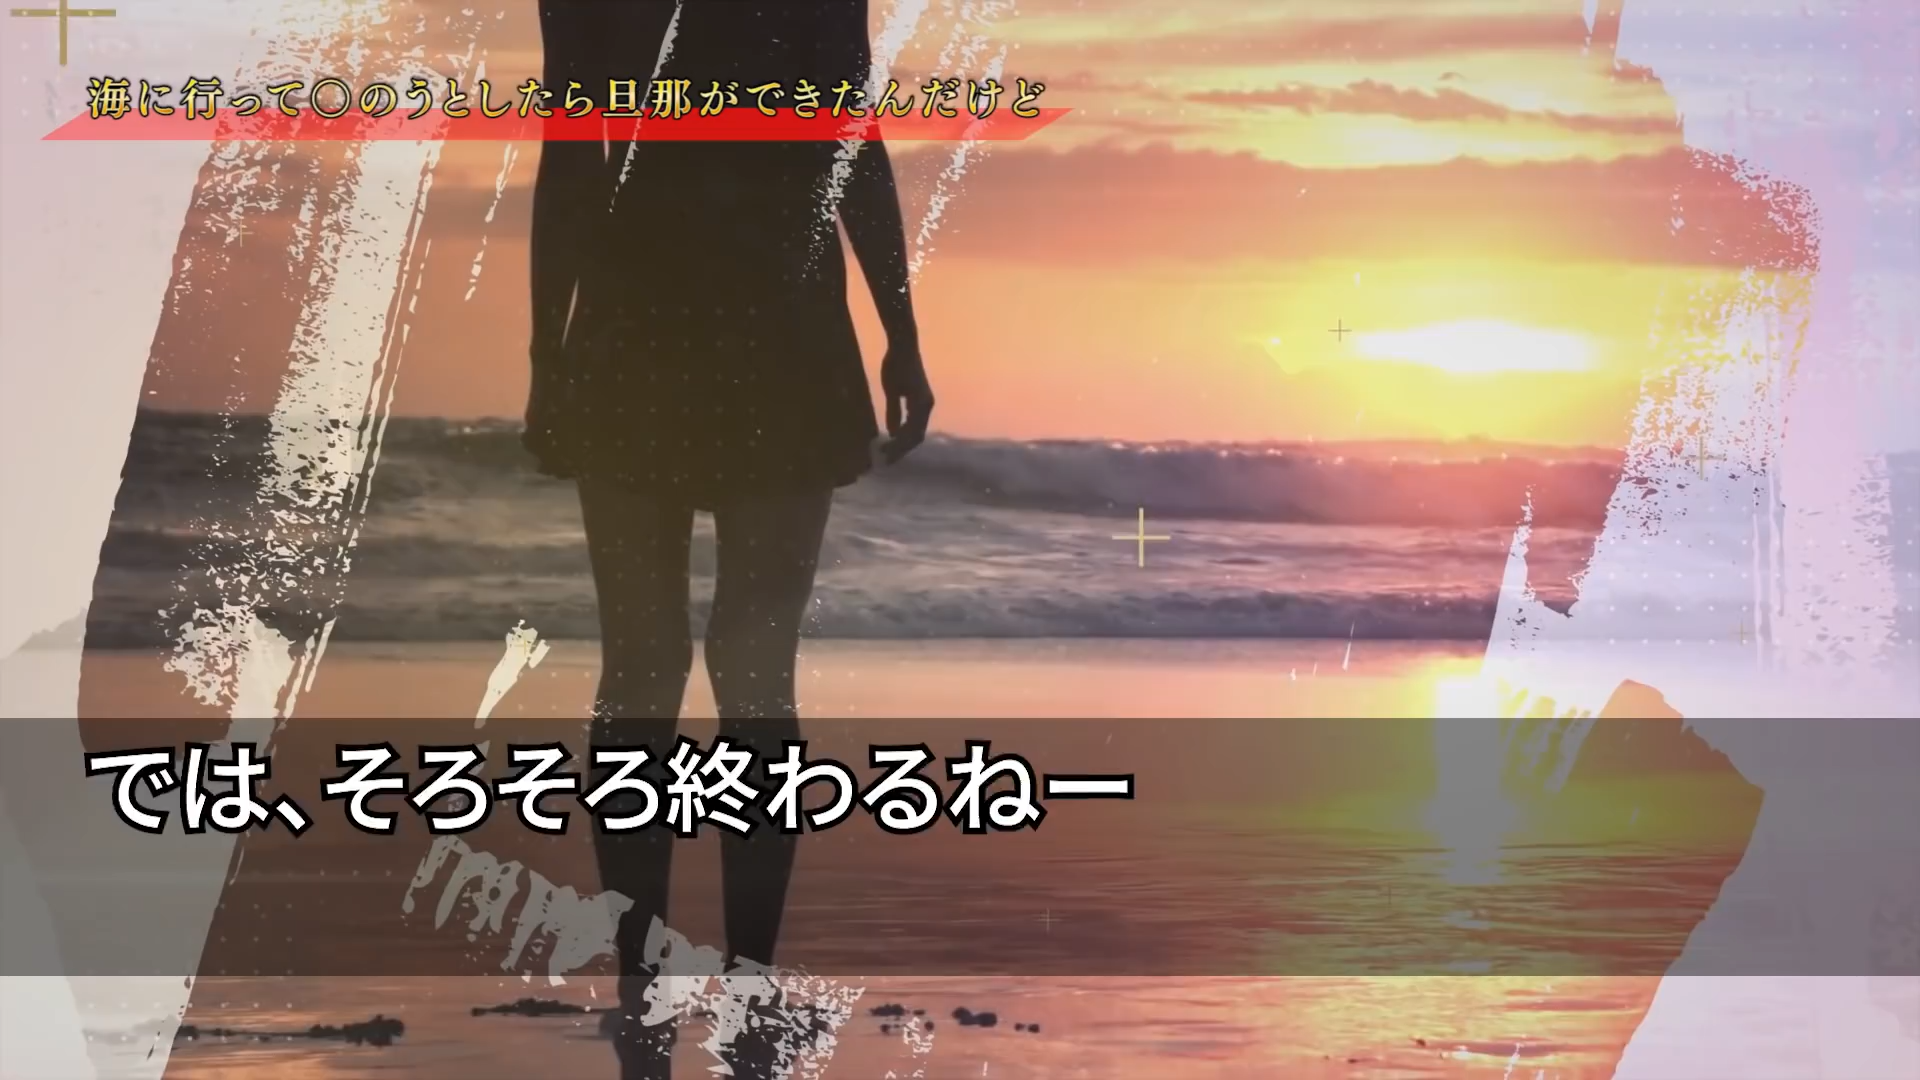 海に行って〇のうとしたら旦那ができたんだけど
では、そろそろ終わるねー